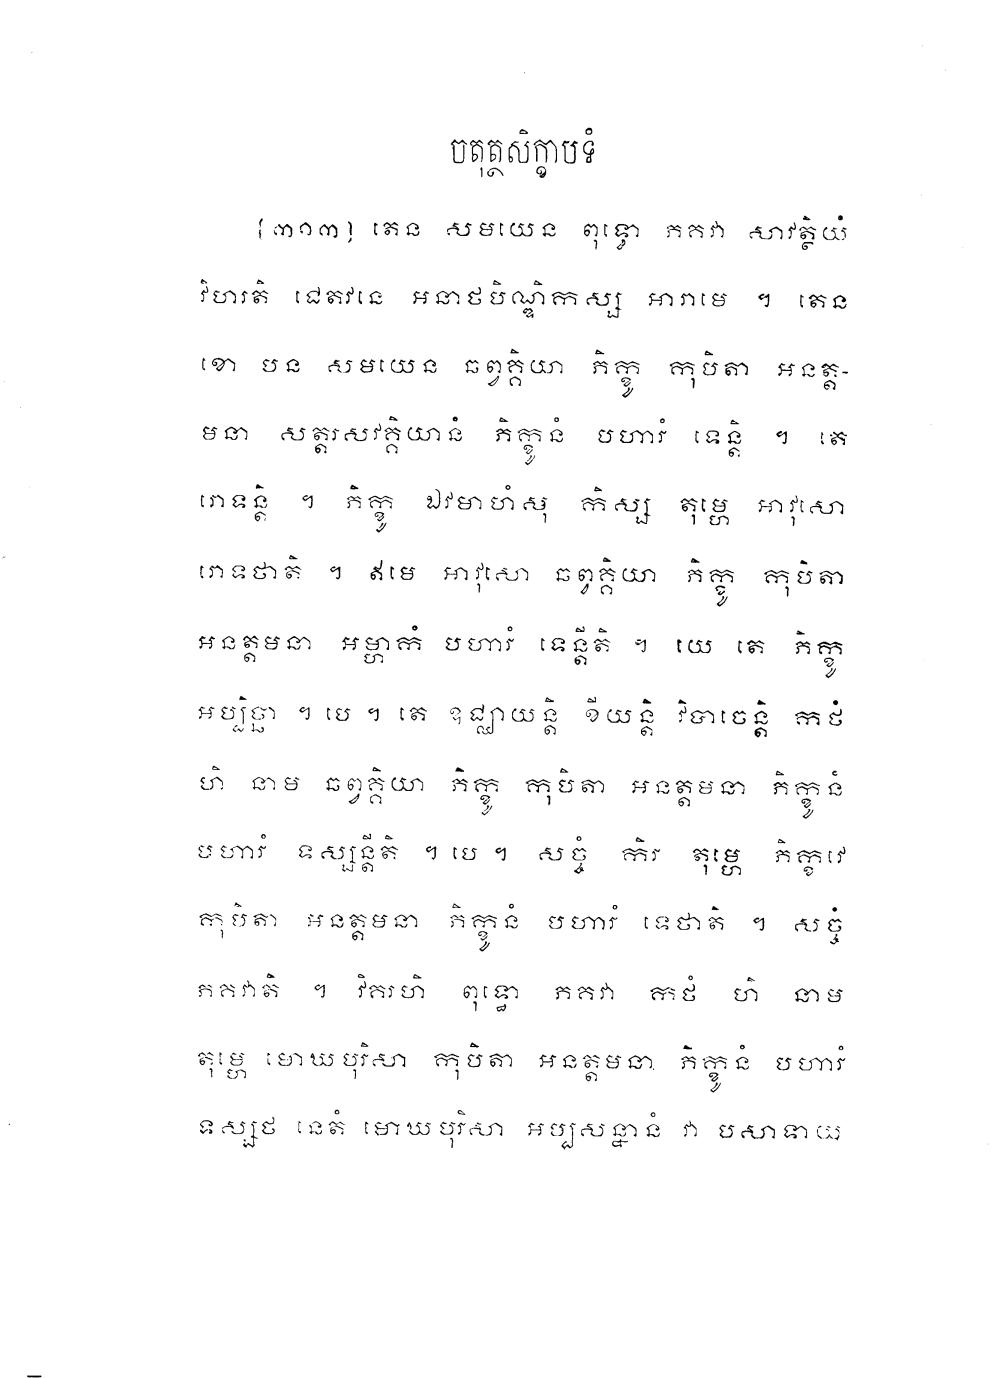 ចតុត្ថសិក្ខាបទំ
{៣១៣} តេន សមយេន ពុទ្ធោ ភគវា សាវត្ថិយំ
វិហរតិ ជេតវនេ អនាថបិណ្ឌិកស្ស អារាមេ ។ តេន
ខោ បន សមយេន ឆព្វគ្គិយា ភិក្ខូ កុបិតា អនត្ត-
មនា សត្តរសវគ្គិយានំ ភិក្ខូនំ បហារំ ទេន្តិ ។ តេ
រោទន្តិ ។ ភិក្ខូ ឯវមាហំសុ កិស្ស តុម្ហេ អាវុសោ
រោទថាតិ ។ ឥមេ អាវុសោ ឆព្វគ្គិយា ភិក្ខូ កុបិតា
អនត្តមនា អម្ហាកំ បហារំ ទេន្តីតិ ។ យេ តេ ភិក្ខូ
អប្បិច្ឆា ។ បេ ។ តេ ឧជ្ឈាយន្តិ ខីយន្តិ វិបាចេន្តិ កថំ
ហិ នាម ឆព្វគ្គិយា ភិក្ខូ កុបិតា អនត្តមនា ភិក្ខូនំ
បហារំ ទស្សន្តីតិ ។ បេ ។ សច្ចំ កិរ តុម្ហេ ភិក្ខវេ
កុបិតា អនត្តមនា ភិក្ខូនំ បហារំ ទេថាតិ ។ សច្ចំ
ភគវាតិ ។ វិគរហិ ពុទ្ធោ ភគវា កថំ ហិ នាម
តុម្ហេ មោឃបុរិសា កុបិតា អនត្តមនា ភិក្ខូនំ បហារំ
ទស្សថ នេតំ មោឃបុរិសា អប្បសន្នានំ វា បសាទាយ